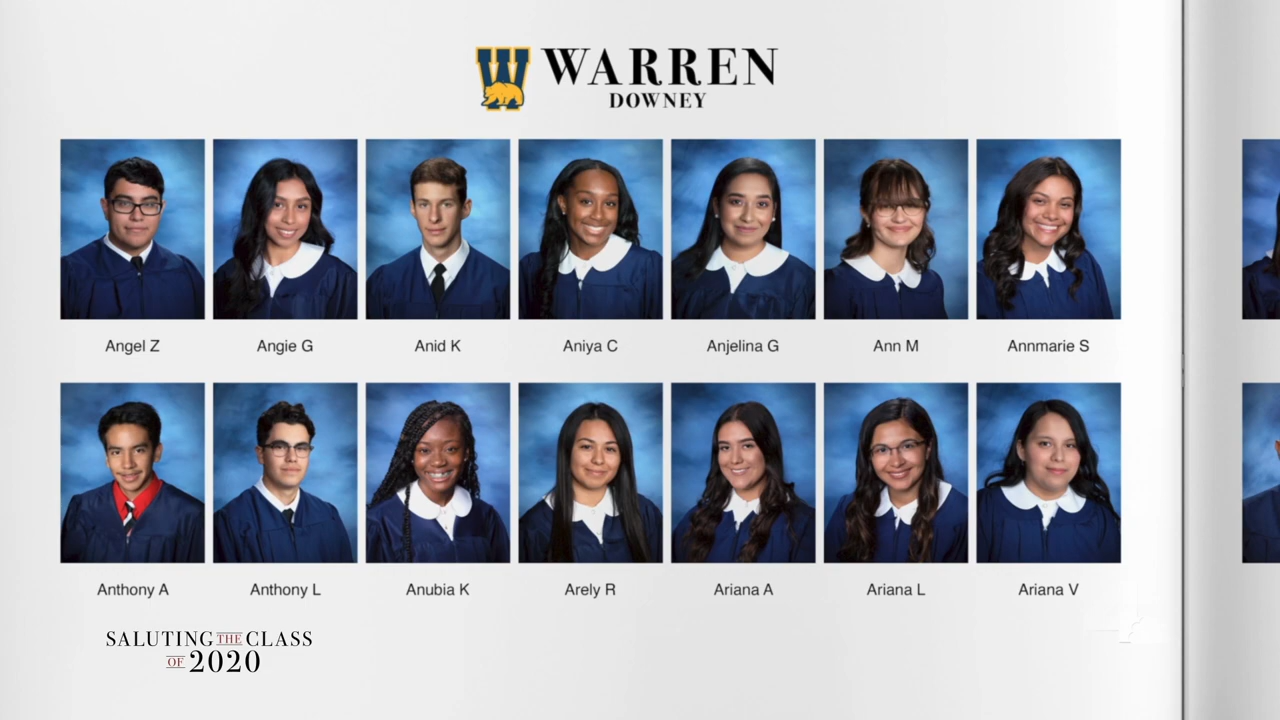 W WARREN
DOWNEY
Angel Z
Angie G
Anid K
Aniya C
Anjelina G
Ann M
Annmarie S
Anthony A
Anthony L
Anubia K
Arely R
Ariana A
Ariana L
Ariana V
SALUTING THE CLASS
OF 2020